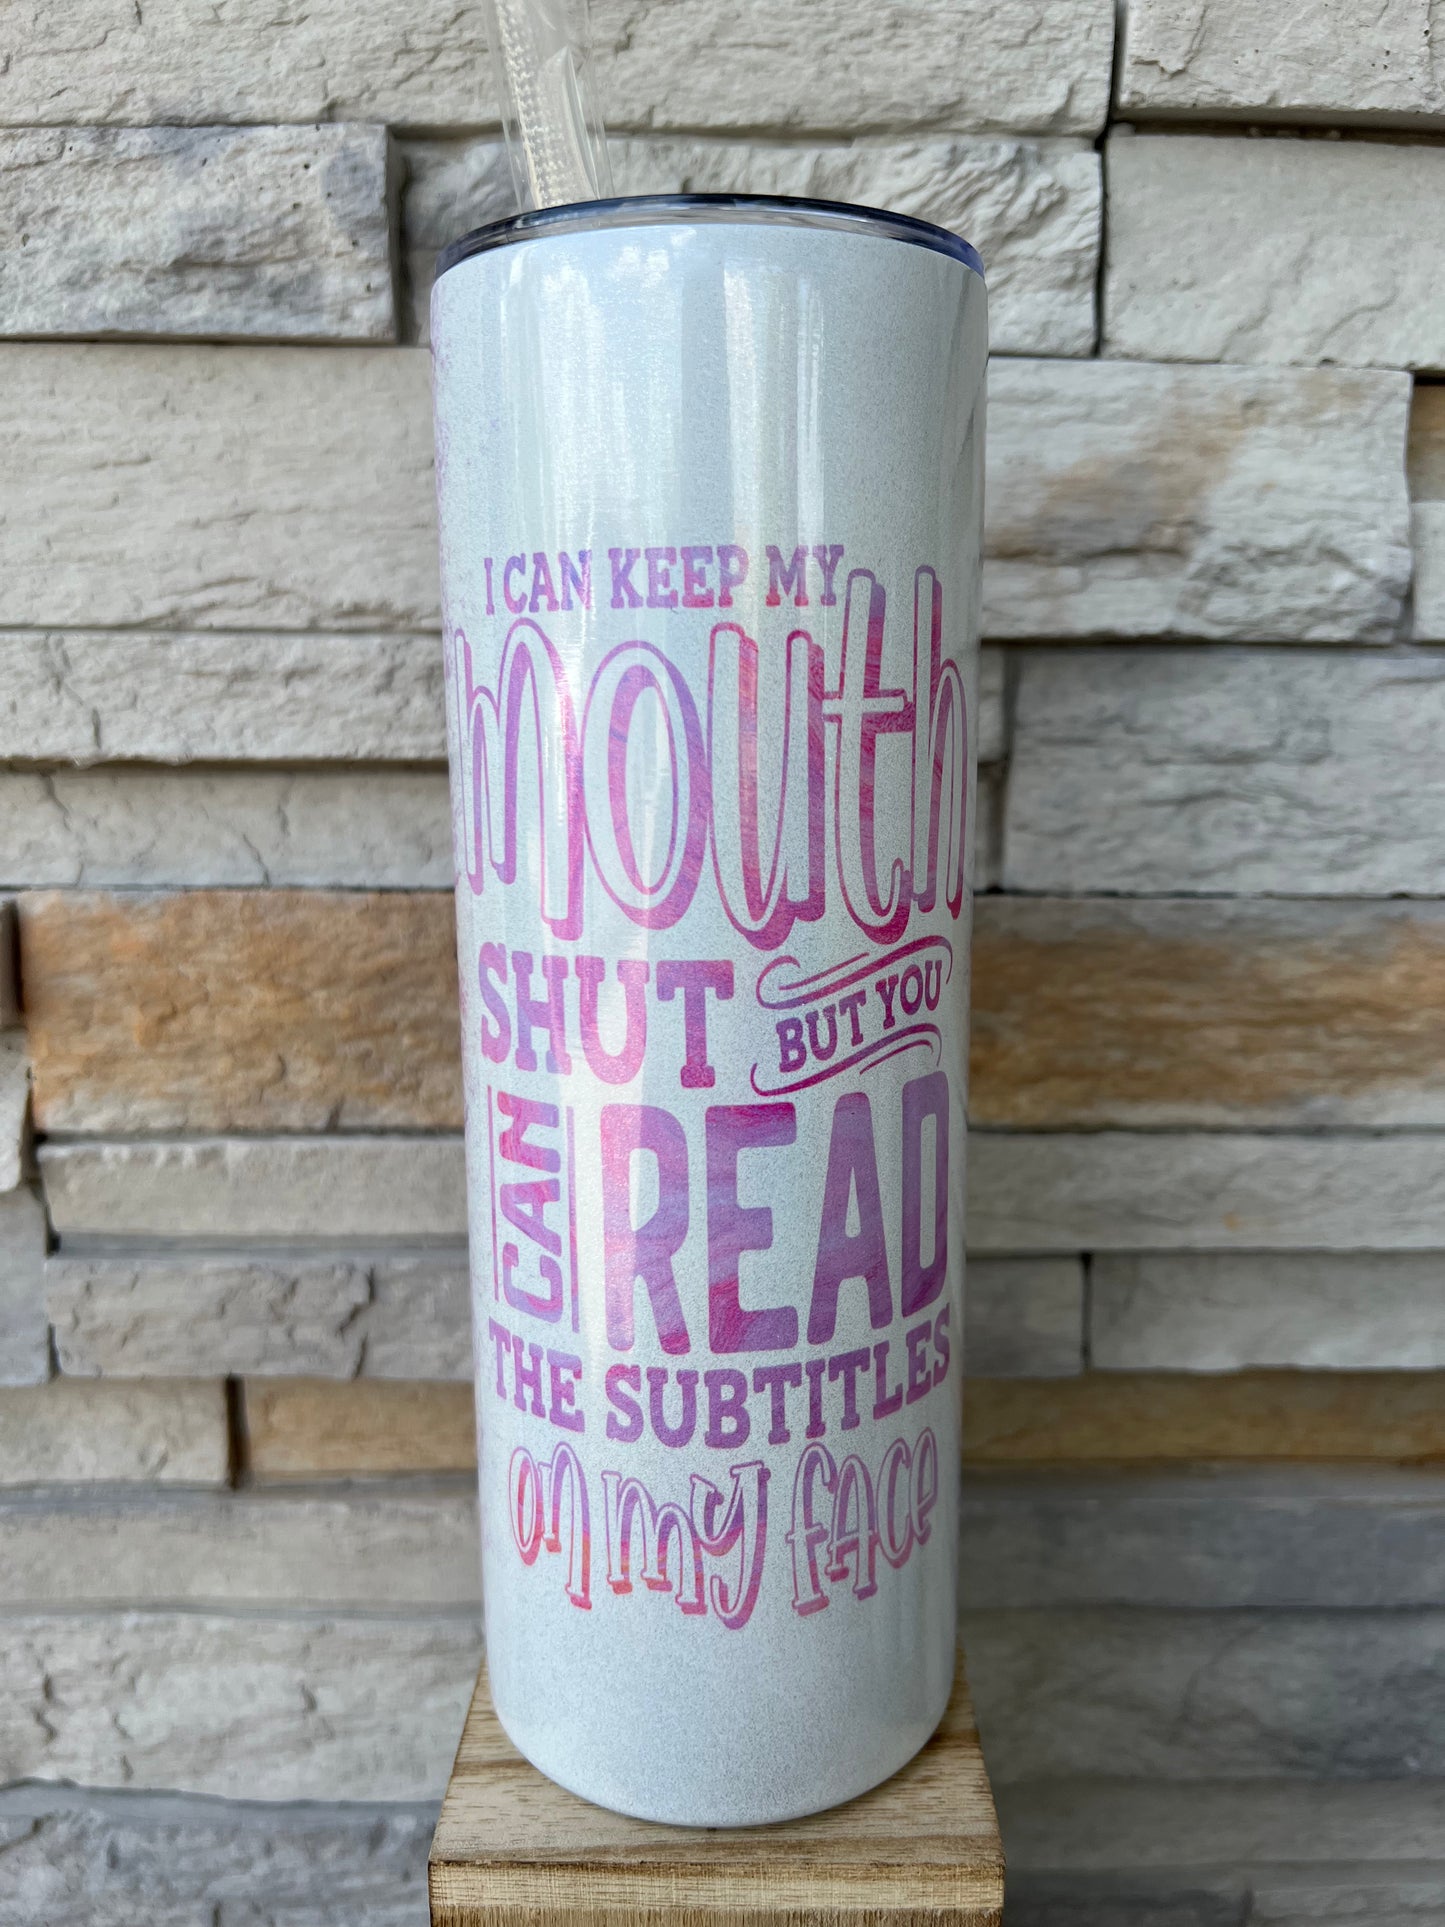 I CAN KEEP MY
mouth
SHUT BUT YOU
CAN READ
THE SUBTITLES
on my face